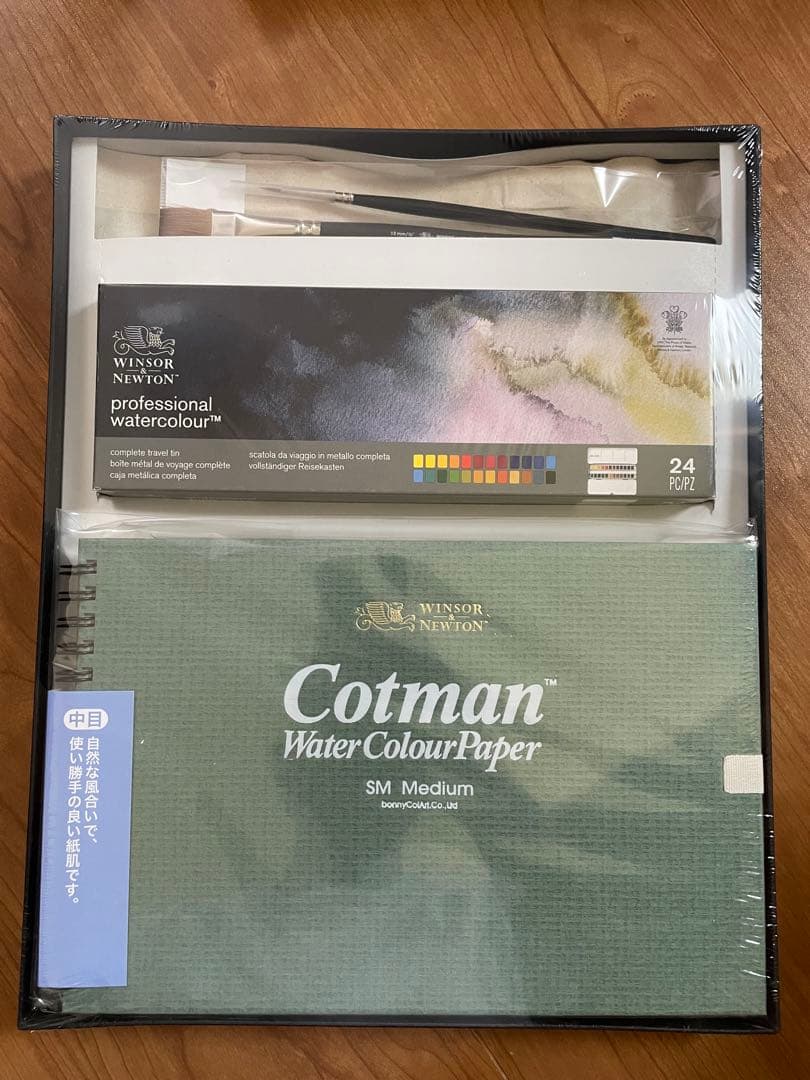 WINSOR
&
NEWTON™
professional
watercolour™
complete travel tin
boîte métal de voyage complète
caja metálica completa
scatola da viaggio in metallo completa
vollständiger Reisekasten
24
PC/PZ
WINSOR
&
NEWTON™
Cotman™
Water Colour Paper
SM Medium
bonnyColArt.Co.,Ltd
中目
自然な風合いで、
使い勝手の良い紙肌です。